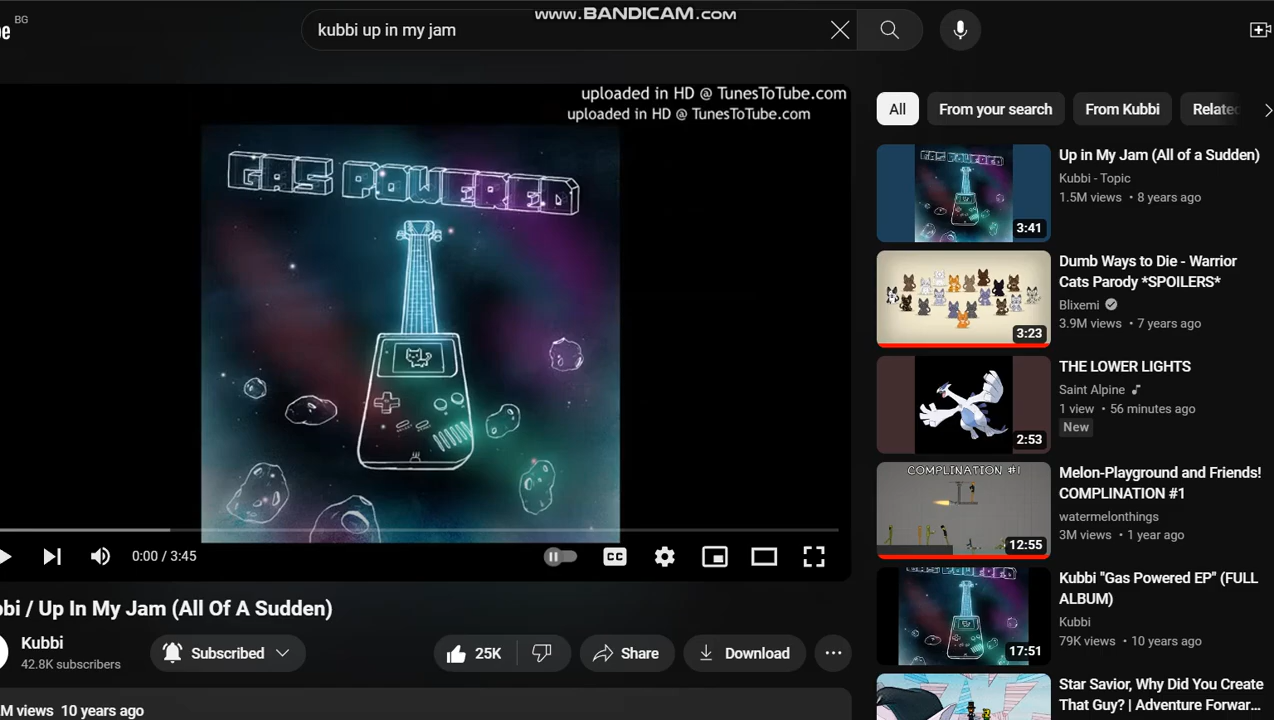 BG
be
kubbi up in my jam
www.BANDICAM.com
uploaded in HD @ TunesToTube.com
uploaded in HD @ TunesToTube.com
GAS POWERED
0:00 / 3:45
CC
bbi / Up In My Jam (All Of A Sudden)
Kubbi
42.8K subscribers
Subscribed
25K
Share
Download
M views 10 years ago
All
From your search
From Kubbi
Relate
Up in My Jam (All of a Sudden)
Kubbi - Topic
1.5M views • 8 years ago
3:41
Dumb Ways to Die - Warrior
Cats Parody *SPOILERS*
Blixemi
3.9M views • 7 years ago
3:23
THE LOWER LIGHTS
Saint Alpine
1 view • 56 minutes ago
New
2:53
COMPLINATION #1
Melon-Playground and Friends!
COMPLINATION #1
watermelonthings
3M views • 1 year ago
12:55
Kubbi "Gas Powered EP" (FULL
ALBUM)
Kubbi
79K views • 10 years ago
17:51
Star Savior, Why Did You Create
That Guy? | Adventure Forwar...